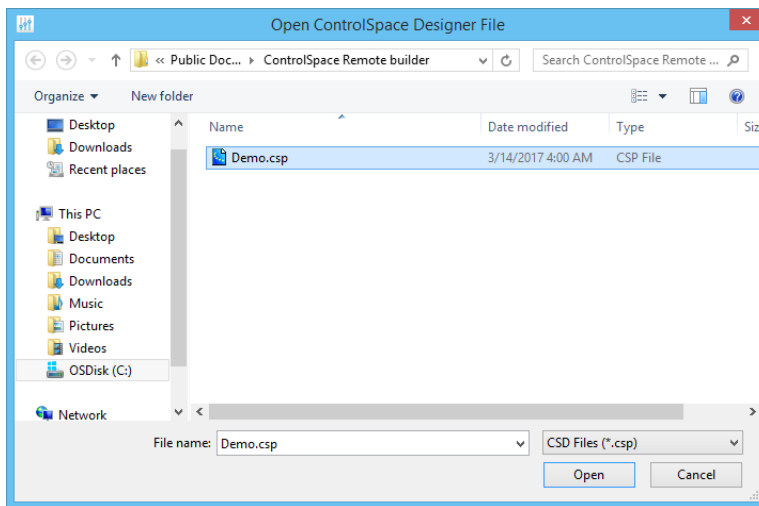 Open ControlSpace Designer File
« Public Doc... ControlSpace Remote builder Search ControlSpace Remote ...
Organize New folder
Desktop
Downloads
Recent places
This PC
Desktop
Documents
Downloads
Music
Pictures
Videos
OSDisk (C:)
Network
Name Date modified Type Siz
Demo.csp 3/14/2017 4:00 AM CSP File
File name: Demo.csp CSD Files (*.csp)
Open Cancel